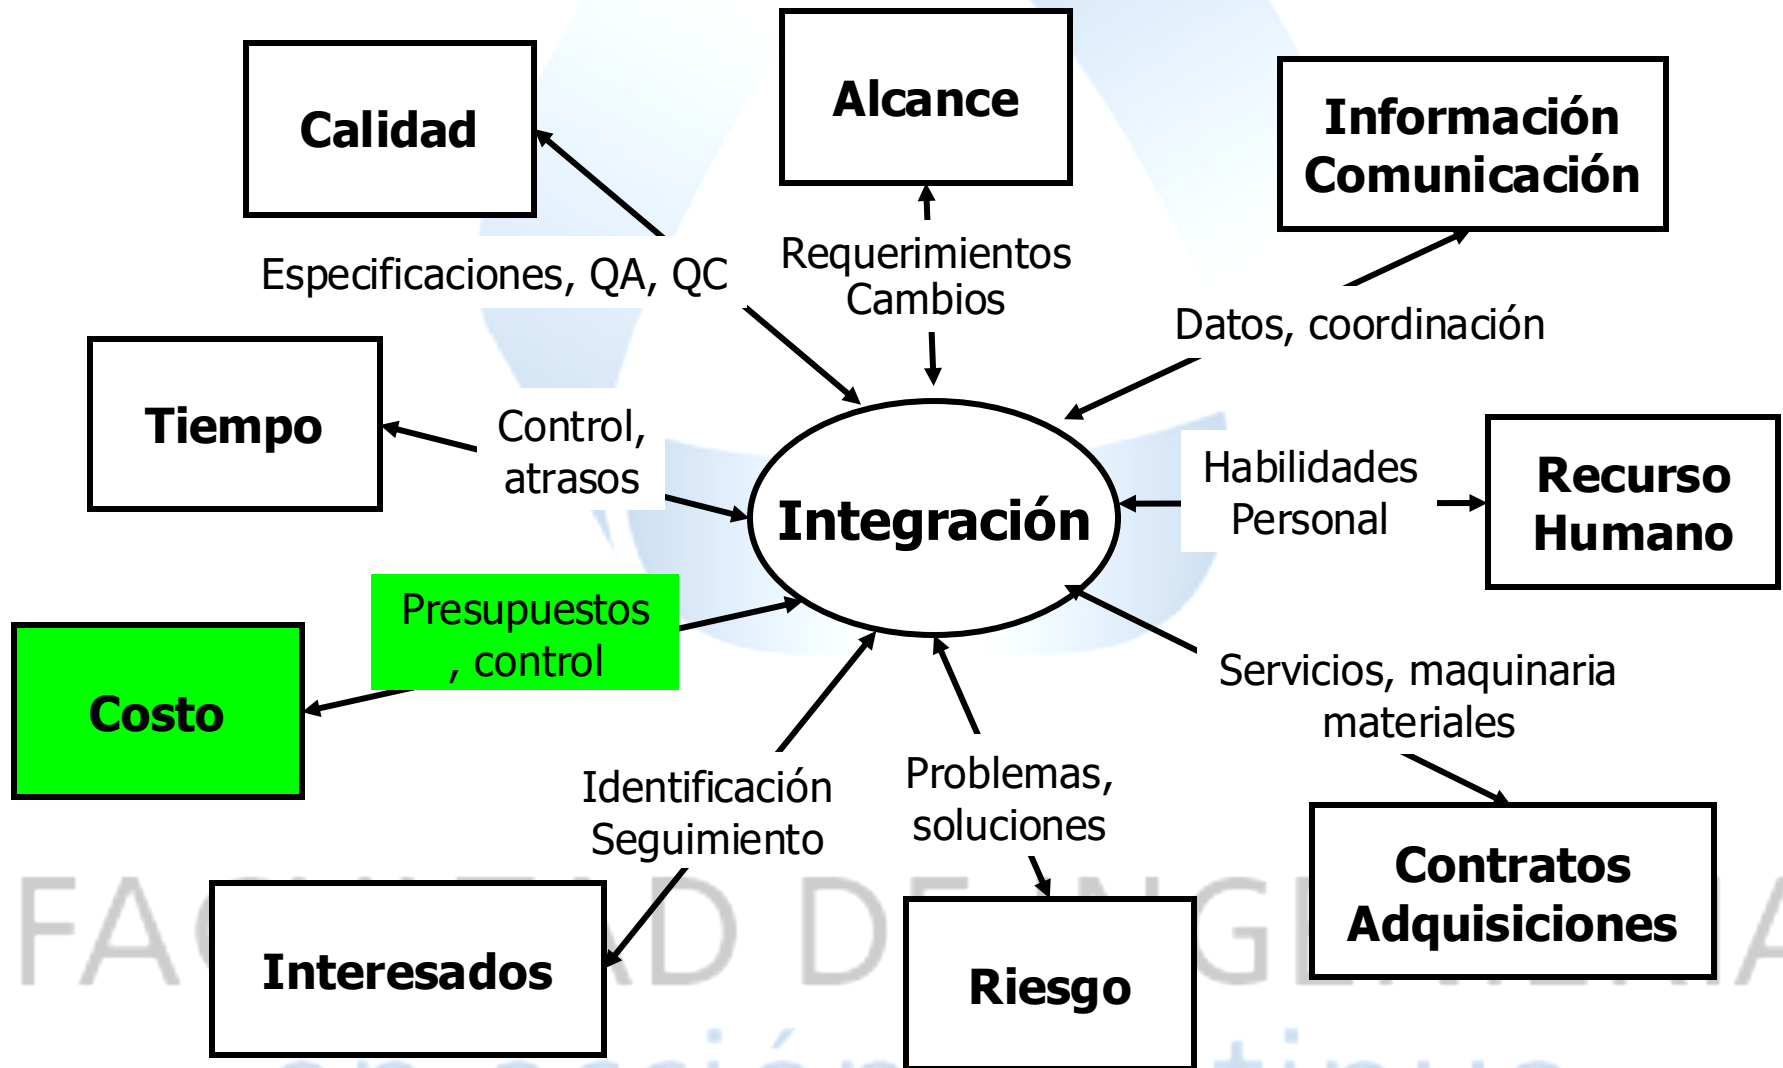 Alcance
Calidad
Información
Comunicación
Requerimientos
Cambios
Especificaciones, QA, QC
Datos, coordinación
Tiempo
Control,
atrasos
Integración
Habilidades
Personal
Recurso
Humano
Presupuestos
, control
Costo
Servicios, maquinaria
materiales
Identificación
Seguimiento
Problemas,
soluciones
Contratos
Adquisiciones
Interesados
Riesgo